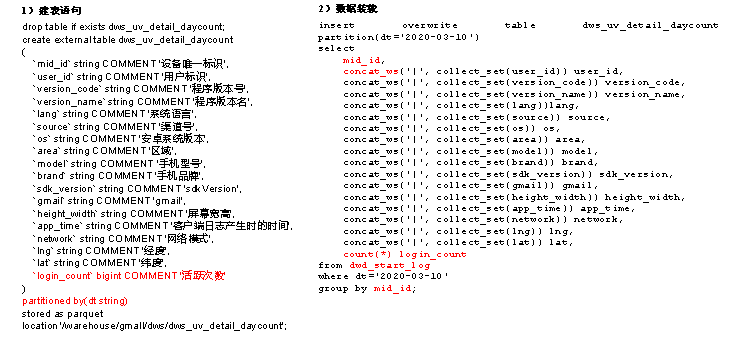 1）建表语句
drop table if exists dws_uv_detail_daycount;
create external table dws_uv_detail_daycount
(
`mid_id` string COMMENT '设备唯一标识',
`user_id` string COMMENT '用户标识',
`version_code` string COMMENT '程序版本号',
`version_name` string COMMENT '程序版本名',
`lang` string COMMENT '系统语言',
`source` string COMMENT '渠道号',
`os` string COMMENT '安卓系统版本',
`area` string COMMENT '区域',
`model` string COMMENT '手机型号',
`brand` string COMMENT '手机品牌',
`sdk_version` string COMMENT 'sdkVersion',
`gmail` string COMMENT 'gmail',
`height_width` string COMMENT '屏幕宽高',
`app_time` string COMMENT '客户端日志产生时的时间',
`network` string COMMENT '网络模式',
`lng` string COMMENT '经度',
`lat` string COMMENT '纬度',
`login_count` bigint COMMENT '活跃次数'
)
partitioned by(dt string)
stored as parquet
location '/warehouse/gmall/dws/dws_uv_detail_daycount';
2）数据装载
insert overwrite table dws_uv_detail_daycount
partition(dt='2020-03-10')
select
mid_id,
concat_ws('|', collect_set(user_id)) user_id,
concat_ws('|', collect_set(version_code)) version_code,
concat_ws('|', collect_set(version_name)) version_name,
concat_ws('|', collect_set(lang))lang,
concat_ws('|', collect_set(source)) source,
concat_ws('|', collect_set(os)) os,
concat_ws('|', collect_set(area)) area,
concat_ws('|', collect_set(model)) model,
concat_ws('|', collect_set(brand)) brand,
concat_ws('|', collect_set(sdk_version)) sdk_version,
concat_ws('|', collect_set(gmail)) gmail,
concat_ws('|', collect_set(height_width)) height_width,
concat_ws('|', collect_set(app_time)) app_time,
concat_ws('|', collect_set(network)) network,
concat_ws('|', collect_set(lng)) lng,
concat_ws('|', collect_set(lat)) lat,
count(*) login_count
from dwd_start_log
where dt='2020-03-10'
group by mid_id;